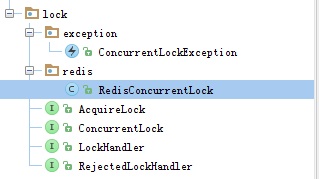 lock
exception
ConcurrentLockException
redis
RedisConcurrentLock
AcquireLock
ConcurrentLock
LockHandler
RejectedLockHandler